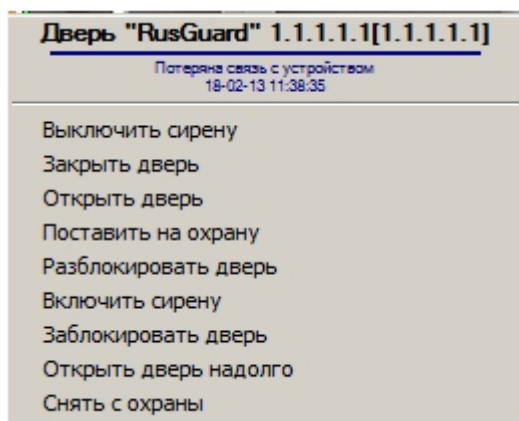 Дверь "RusGuard" 1.1.1.1.1[1.1.1.1.1]
Потеряна связь с устройством
18-02-13 11:38:35
Выключить сирену
Закрыть дверь
Открыть дверь
Поставить на охрану
Разблокировать дверь
Включить сирену
Заблокировать дверь
Открыть дверь надолго
Снять с охраны